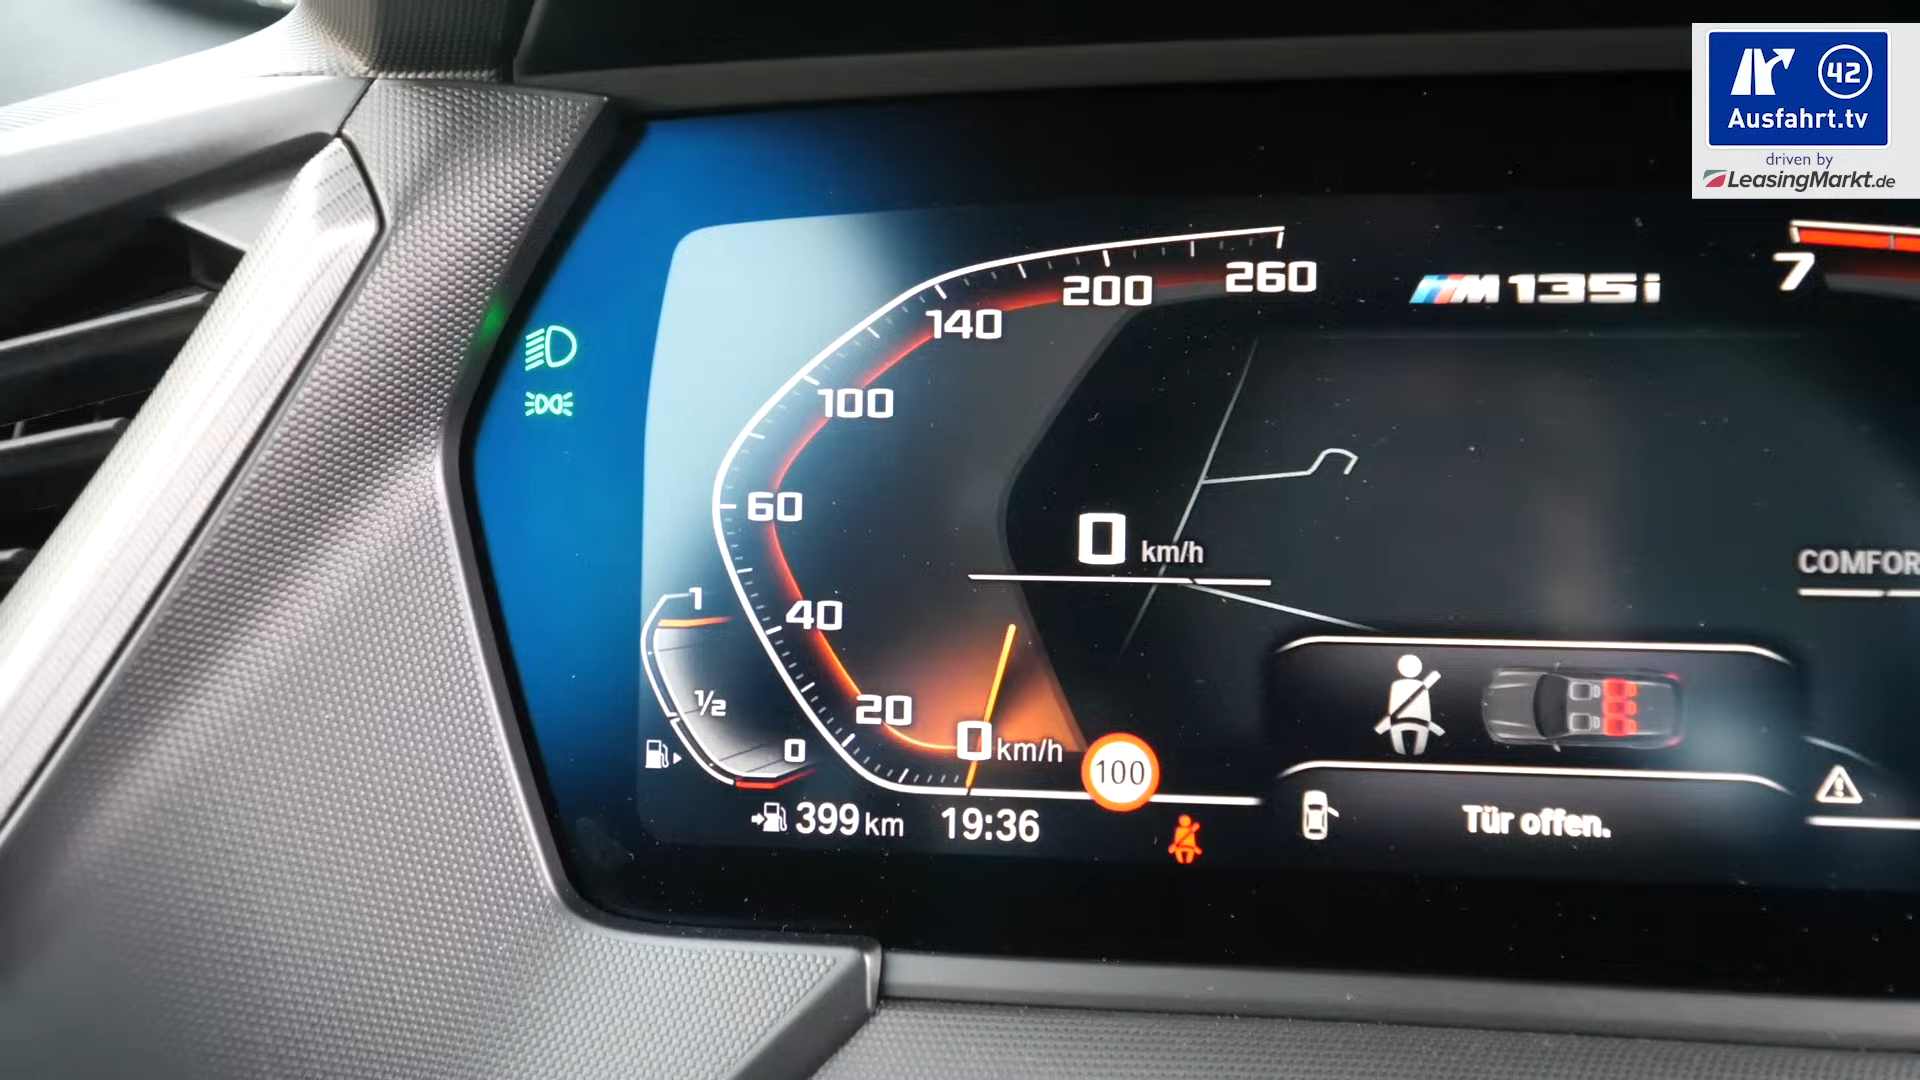 42
Ausfahrt.tv
driven by
LeasingMarkt.de
260
200
140
100
60
40
20
0 km/h
M135i
7
0 km/h
COMFOR
1
1/2
0
100
399 km
19:36
Tür offen.